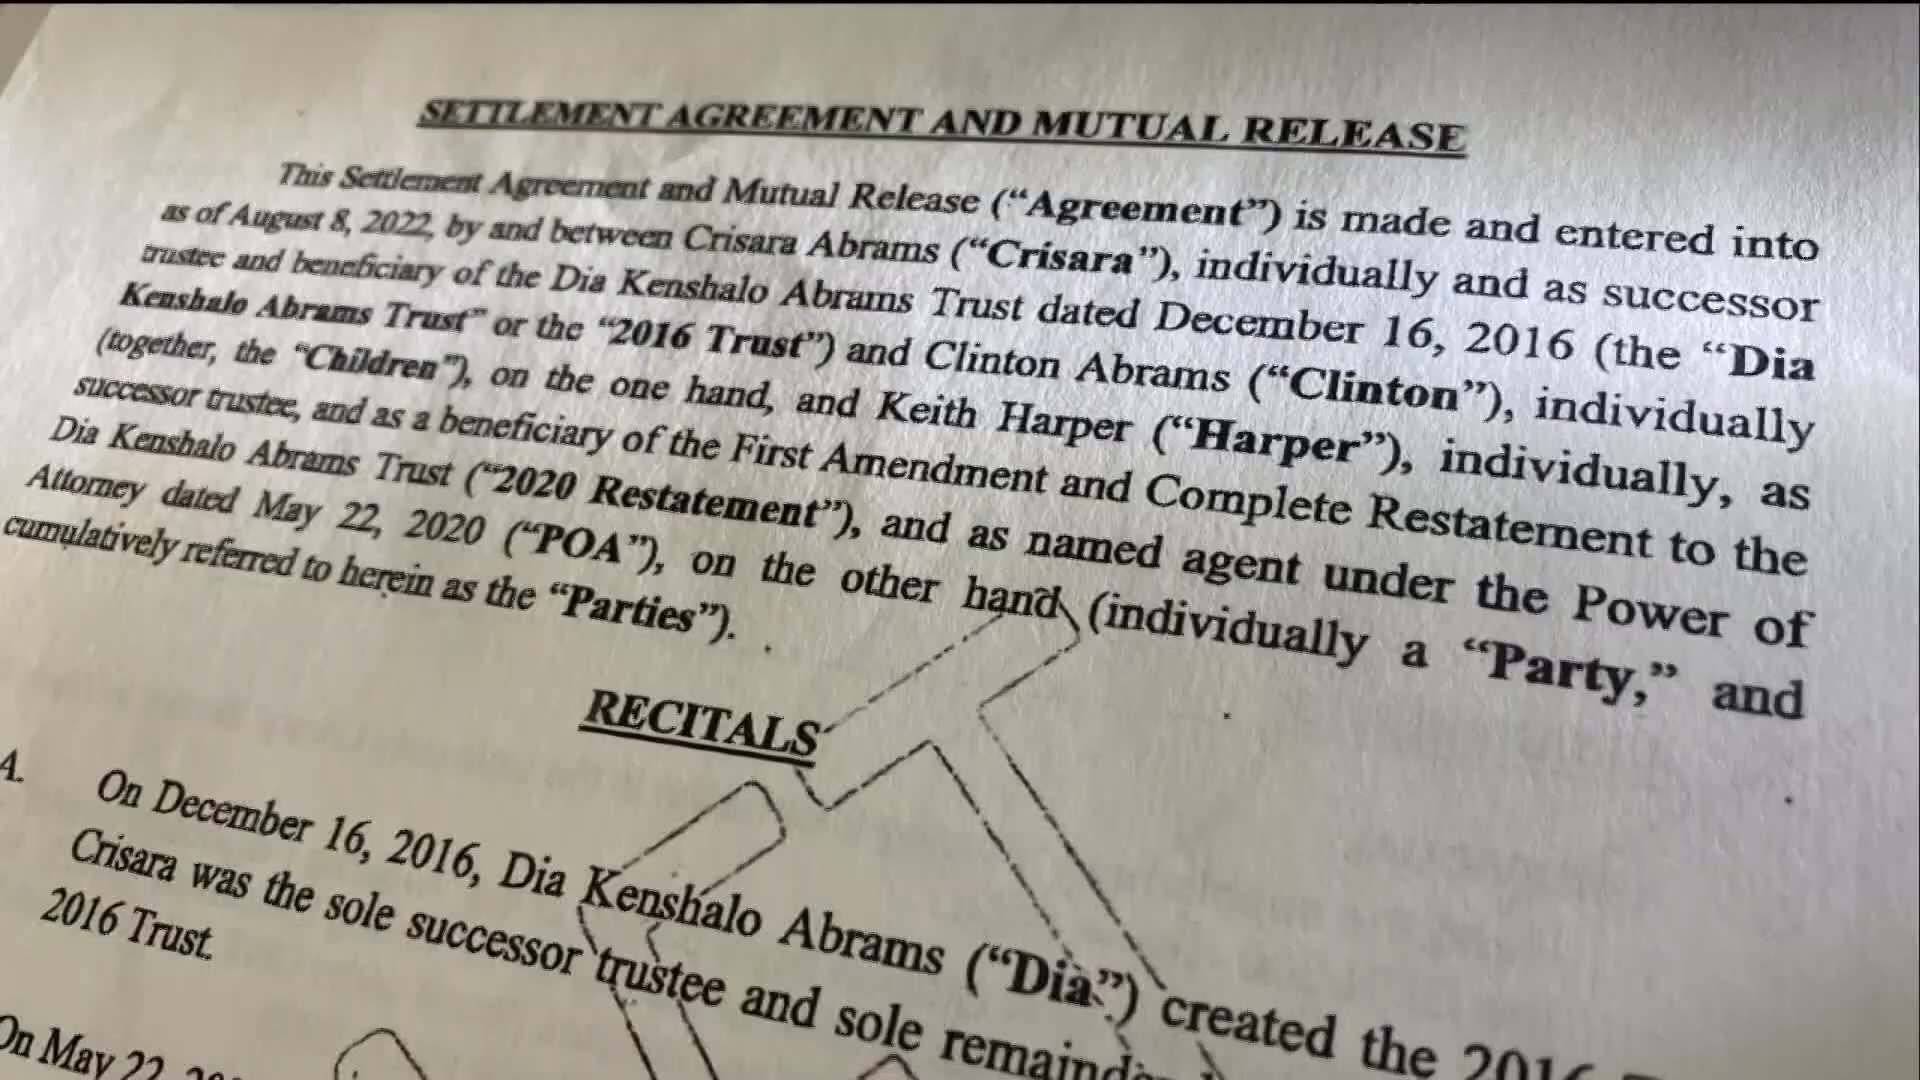 SETTLEMENT AGREEMENT AND MUTUAL RELEASE
This Settlement Agreement and Mutual Release (“Agreement”) is made and entered into
as of August 8, 2022, by and between Crisara Abrams (“Crisara”), individually and as successor
trustee and beneficiary of the Dia Kenshalo Abrams Trust dated December 16, 2016 (the “Dia
Kenshalo Abrams Trust” or the “2016 Trust”) and Clinton Abrams (“Clinton”), individually
(together, the “Children”), on the one hand, and Keith Harper (“Harper”), individually, as
successor trustee, and as a beneficiary of the First Amendment and Complete Restatement to the
Dia Kenshalo Abrams Trust (“2020 Restatement”), and as named agent under the Power of
Attorney dated May 22, 2020 (“POA”), on the other hand, (individually a “Party,” and
cumulatively referred to herein as the “Parties”).
RECITALS
A. On December 16, 2016, Dia Kenshalo Abrams (“Dia”) created the 2016
Crisara was the sole successor trustee and sole
2016 Trust.
On May 22,